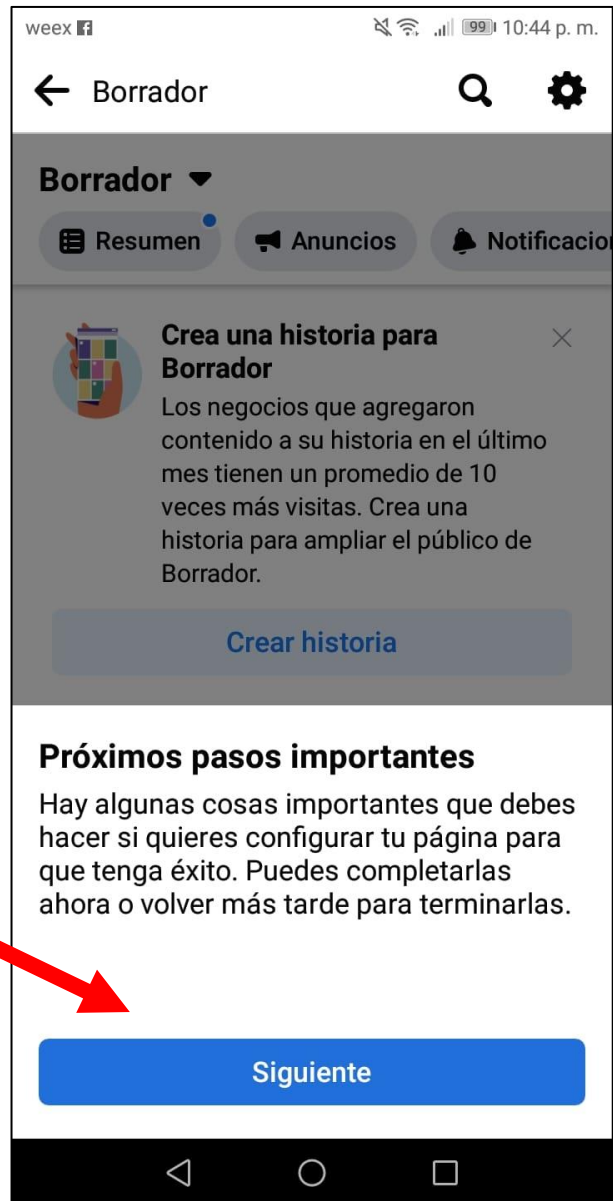 weex 99 10:44 p. m.
Borrador
Borrador
Resumen Anuncios Notificacion
Crea una historia para
Borrador
Los negocios que agregaron
contenido a su historia en el último
mes tienen un promedio de 10
veces más visitas. Crea una
historia para ampliar el público de
Borrador.
Crear historia
Próximos pasos importantes
Hay algunas cosas importantes que debes
hacer si quieres configurar tu página para
que tenga éxito. Puedes completarlas
ahora o volver más tarde para terminarlas.
Siguiente